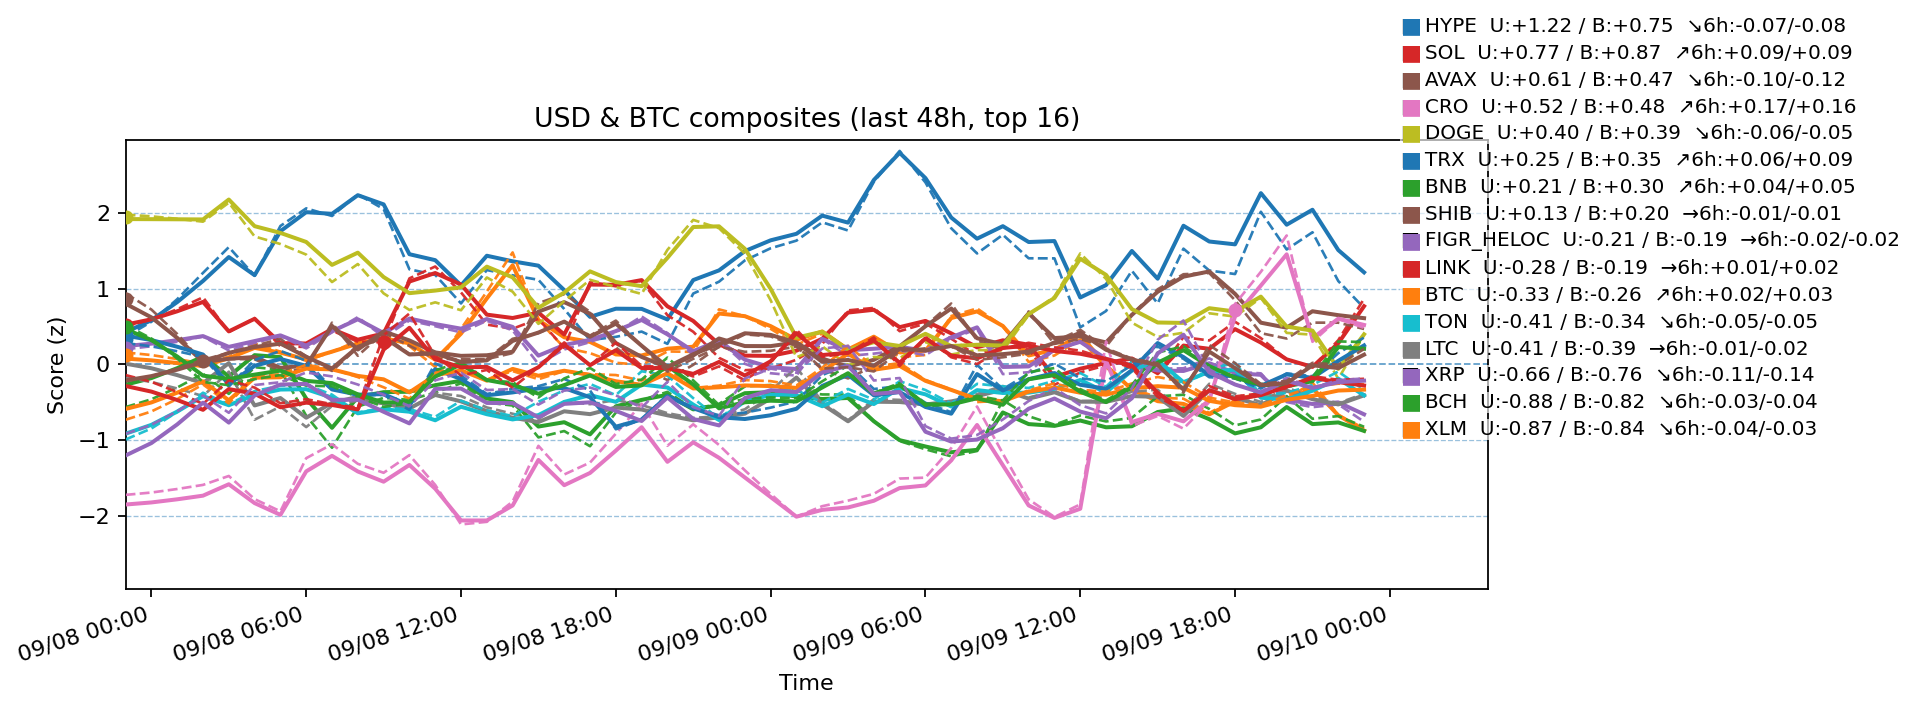 HYPE U:+1.22 / B:+0.75 ↘6h:-0.07/-0.08
SOL U:+0.77 / B:+0.87 ↗6h:+0.09/+0.09
AVAX U:+0.61 / B:+0.47 ↘6h:-0.10/-0.12
CRO U:+0.52 / B:+0.48 ↗6h:+0.17/+0.16
DOGE U:+0.40 / B:+0.39 ↘6h:-0.06/-0.05
TRX U:+0.25 / B:+0.35 ↗6h:+0.06/+0.09
BNB U:+0.21 / B:+0.30 ↗6h:+0.04/+0.05
SHIB U:+0.13 / B:+0.20 →6h:-0.01/-0.01
FIGR_HELOC U:-0.21 / B:-0.19 →6h:-0.02/-0.02
LINK U:-0.28 / B:-0.19 →6h:+0.01/+0.02
BTC U:-0.33 / B:-0.26 ↗6h:+0.02/+0.03
TON U:-0.41 / B:-0.34 ↘6h:-0.05/-0.05
LTC U:-0.41 / B:-0.39 →6h:-0.01/-0.02
XRP U:-0.66 / B:-0.76 ↘6h:-0.11/-0.14
BCH U:-0.88 / B:-0.82 ↘6h:-0.03/-0.04
XLM U:-0.87 / B:-0.84 ↘6h:-0.04/-0.03
USD & BTC composites (last 48h, top 16)
Score (z)
2
1
0
−1
−2
09/08 00:00
09/08 06:00
09/08 12:00
09/08 18:00
09/09 00:00
09/09 06:00
09/09 12:00
09/09 18:00
09/10 00:00
Time